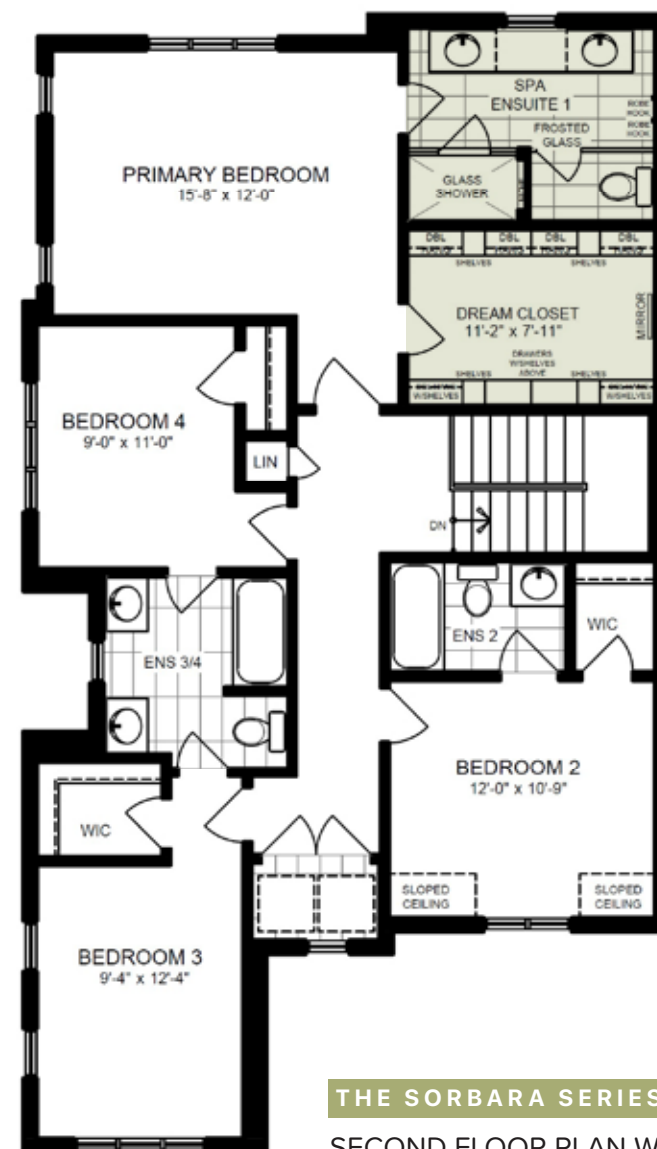 SPA
ENSUITE 1
ROBE
HOOK
ROBE
HOOK
FROSTED
GLASS
PRIMARY BEDROOM
15'-8" x 12'-0"
GLASS
SHOWER
DBL
DBL
DBL
DBL
SHELVES
SHELVES
DREAM CLOSET
11'-2" x 7'-11"
MIRROR
DRAWERS
W/SHELVES
ABOVE
SHELVES
SHELVES
W/SHELVES
W/SHELVES
BEDROOM 4
9'-0" x 11'-0"
LIN
DN
ENS 2
WIC
ENS 3/4
BEDROOM 2
12'-0" x 10'-9"
WIC
SLOPED
CEILING
SLOPED
CEILING
BEDROOM 3
9'-4" x 12'-4"
THE SORBARA SERIES
SECOND FLOOR PLAN W